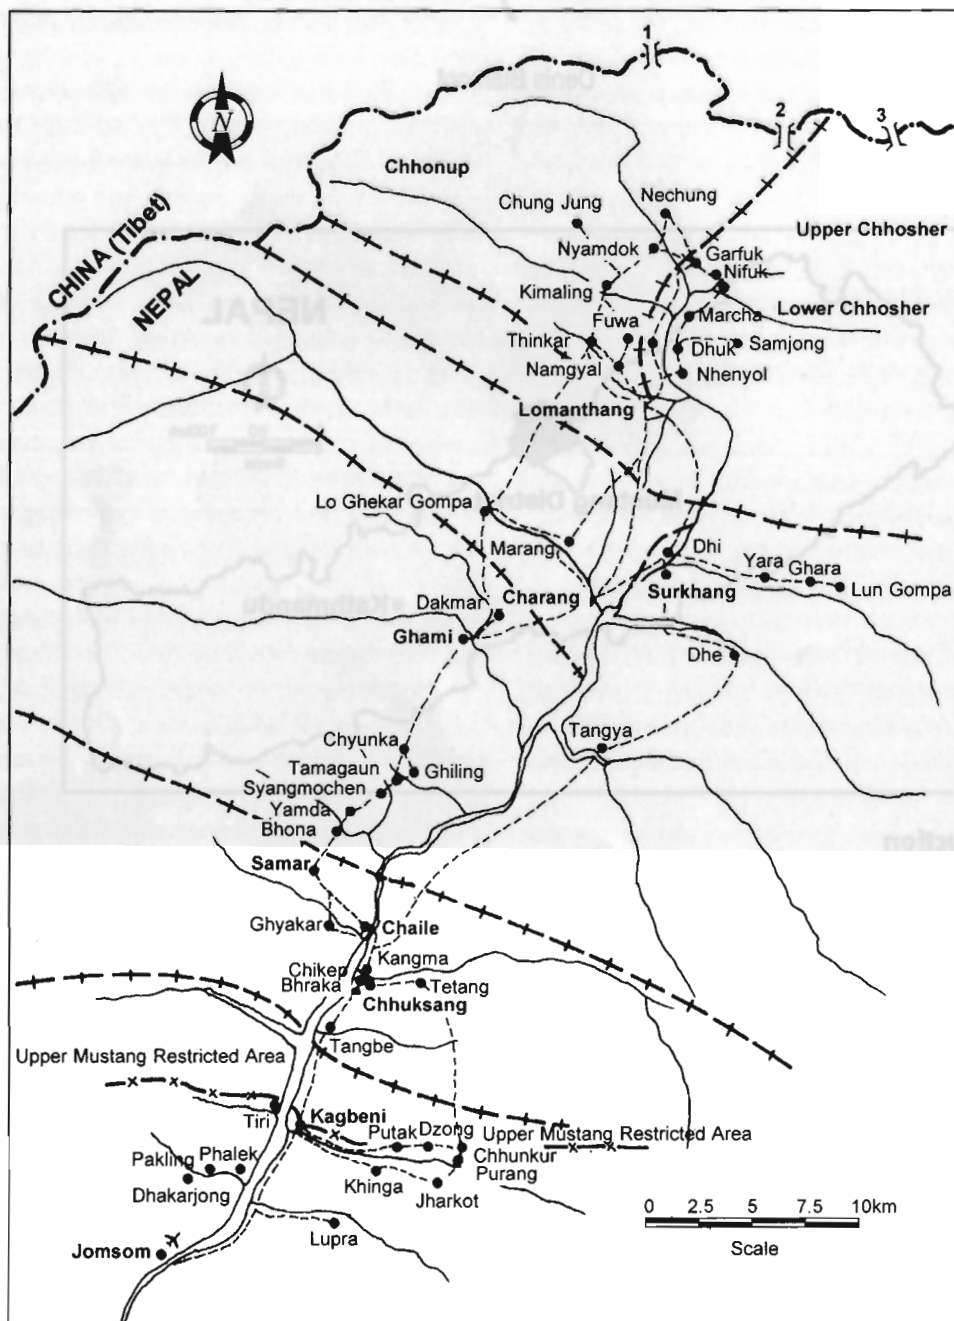 1
2
3
N
Chhonup
Nechung
Chung Jung
Nyamdok
Upper Chhosher
Garfuk
Nifuk
CHINA (Tibet)
NEPAL
Kimaling
Lower Chhosher
Marcha
Fuwa
Thinkar
Dhuk
Samjong
Namgyal
Nhenyol
Lomanthang
Lo Ghekar Gompa
Marang
Dhi
Yara
Ghara
Lun Gompa
Charang
Surkhang
Dakmar
Ghami
Dhe
Tangya
Chyunka
Tamagaun
Ghiling
Syangmochen
Yamda
Bhona
Samar
Ghyakar
Chaile
Kangma
Chikep
Bhraka
Tetang
Chhuksang
Tangbe
Upper Mustang Restricted Area
Tiri
Kagbeni
Putak
Dzong
Upper Mustang Restricted Area
Pakling
Phalek
Chhunkur
Purang
Dhakarjong
Khinga
Jharkot
Lupra
Jomsom
0 2.5 5 7.5 10km
Scale
NEPAL
Mustang District
Kathmandu